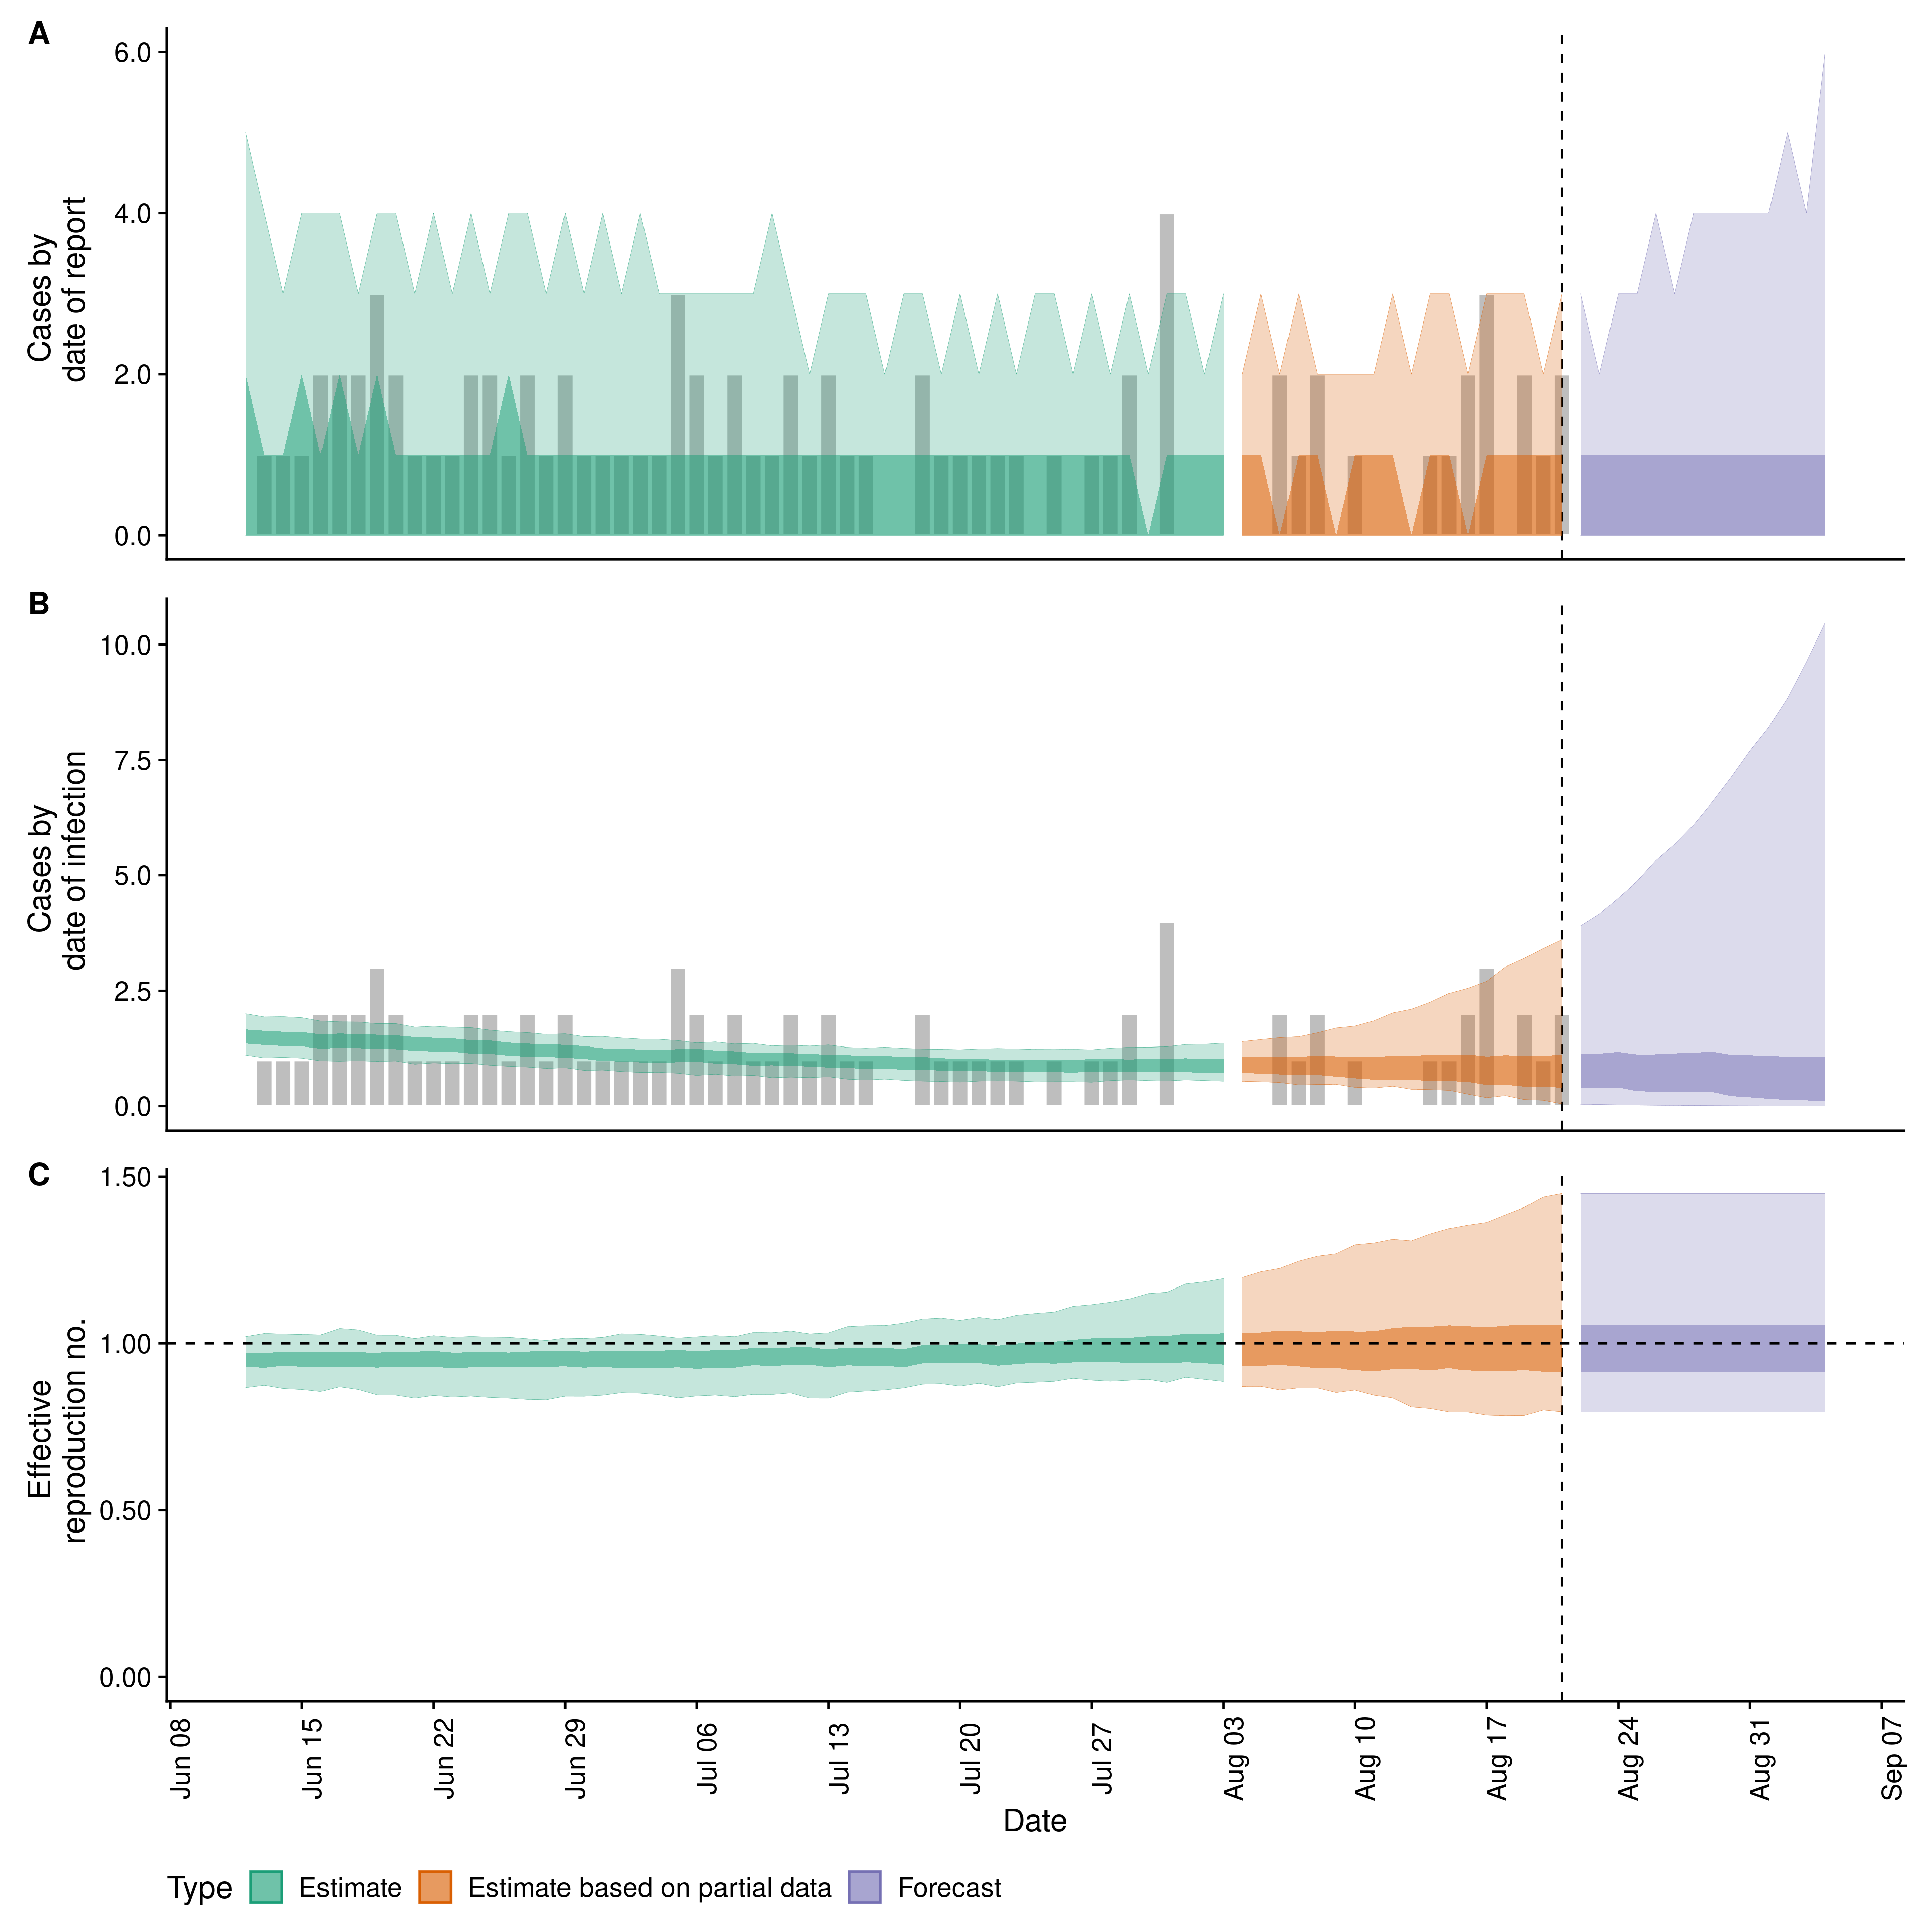 A
6.0
4.0
2.0
0.0
Cases by
date of report
B
10.0
7.5
5.0
2.5
0.0
Cases by
date of infection
C
1.50
1.00
0.50
0.00
Effective
reproduction no.
Jun 08 Jun 15 Jun 22 Jun 29 Jul 06 Jul 13 Jul 20 Jul 27 Aug 03 Aug 10 Aug 17 Aug 24 Aug 31 Sep 07
Date
Type Estimate Estimate based on partial data Forecast